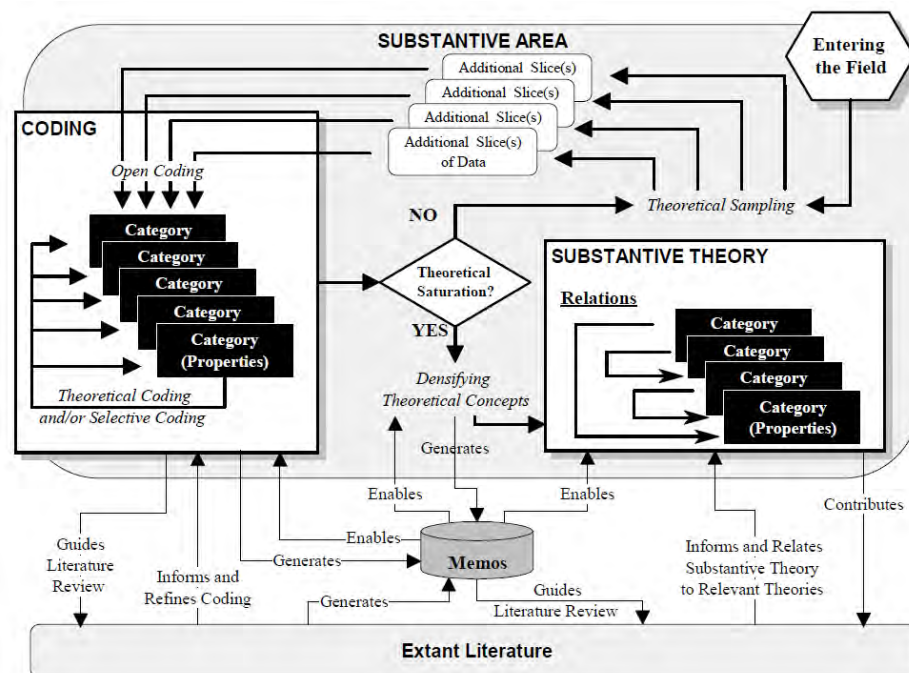 SUBSTANTIVE AREA
Entering
the Field
Additional Slice(s)
Additional Slice(s)
Additional Slice(s)
Additional Slice(s)
of Data
CODING
Open Coding
Category
Category
Category
Category
Category
(Properties)
Theoretical Coding
and/or Selective Coding
NO
Theoretical Sampling
Theoretical
Saturation?
YES
Densifying
Theoretical Concepts
SUBSTANTIVE THEORY
Relations
Category
Category
Category
Category
(Properties)
Generates
Enables
Enables
Contributes
Guides
Literature
Review
Informs and
Refines Coding
Enables
Generates
Memos
Generates
Guides
Literature Review
Informs and Relates
Substantive Theory
to Relevant Theories
Extant Literature